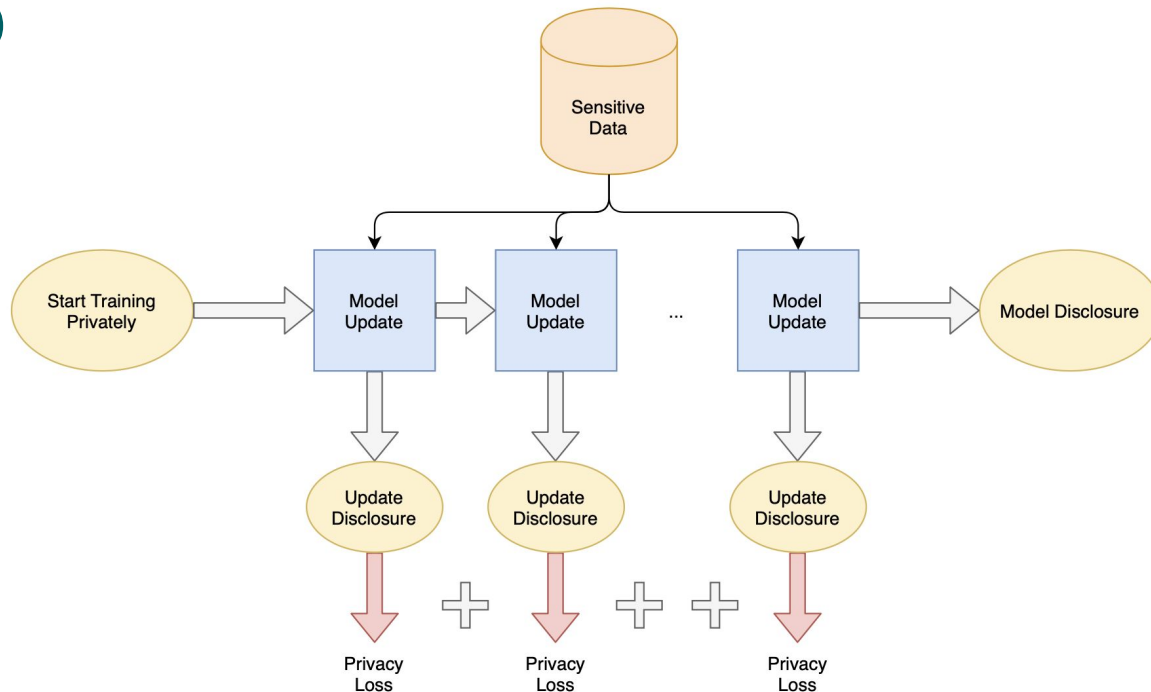 Sensitive
Data
Start Training
Privately
Model
Update
Model
Update
...
Model
Update
Model Disclosure
Update
Disclosure
Update
Disclosure
Update
Disclosure
Privacy
Loss
Privacy
Loss
Privacy
Loss